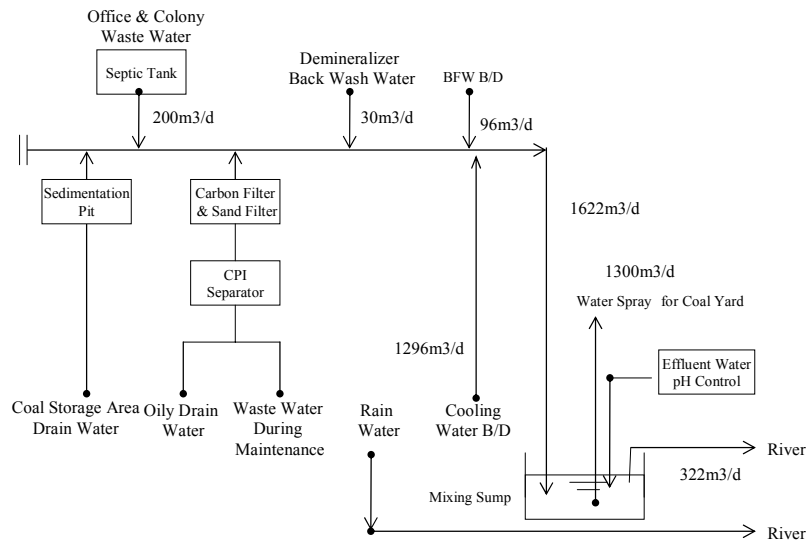 Office & Colony
Waste Water
Septic Tank
200m3/d
Demineralizer
Back Wash Water
30m3/d
BFW B/D
96m3/d
Sedimentation
Pit
Carbon Filter
& Sand Filter
CPI
Separator
1622m3/d
1300m3/d
Water Spray for Coal Yard
1296m3/d
Effluent Water
pH Control
Coal Storage Area
Drain Water
Oily Drain
Water
Waste Water
During
Maintenance
Rain
Water
Cooling
Water B/D
River
322m3/d
Mixing Sump
River